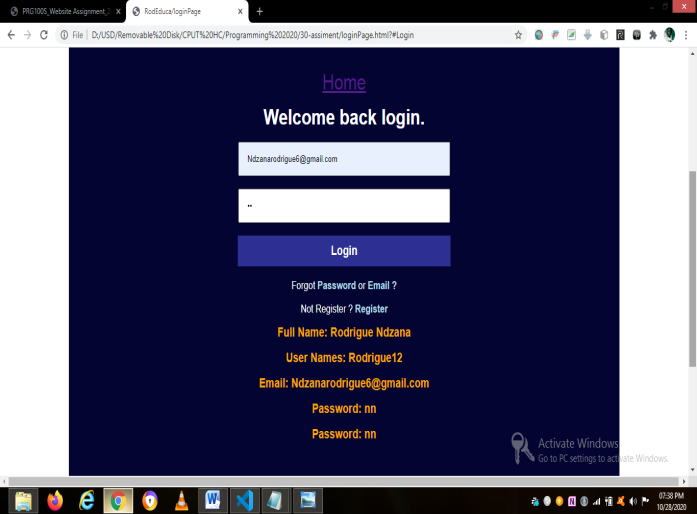 PRG100S_Website Assignment_
RodEduca/loginPage
File | D:/USD/Removable%20Disk/CPUT%20HC/Programming%202020/30-assiment/loginPage.html?#Login
Home
Welcome back login.
Ndzanarodrigue6@gmail.com
••
Login
Forgot Password or Email ?
Not Register ? Register
Full Name: Rodrigue Ndzana
User Names: Rodrigue12
Email: Ndzanarodrigue6@gmail.com
Password: nn
Password: nn
Activate Windows
Go to PC settings to activate Windows.
07:38 PM
10/28/2020